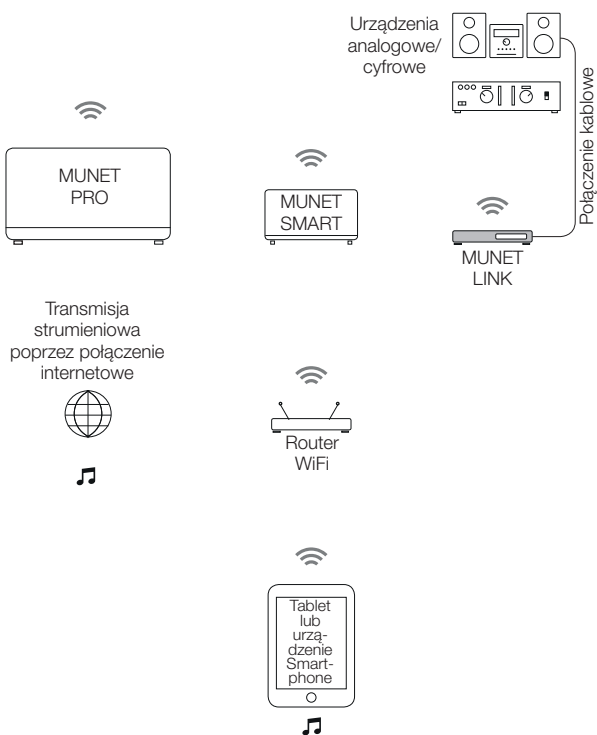 Urządzenia
analogowe/
cyfrowe
Połączenie kablowe
MUNET
PRO
MUNET
SMART
MUNET
LINK
Transmisja
strumieniowa
poprzez połączenie
internetowe
Router
WiFi
Tablet
lub
urzą-
dzenie
Smart-
phone